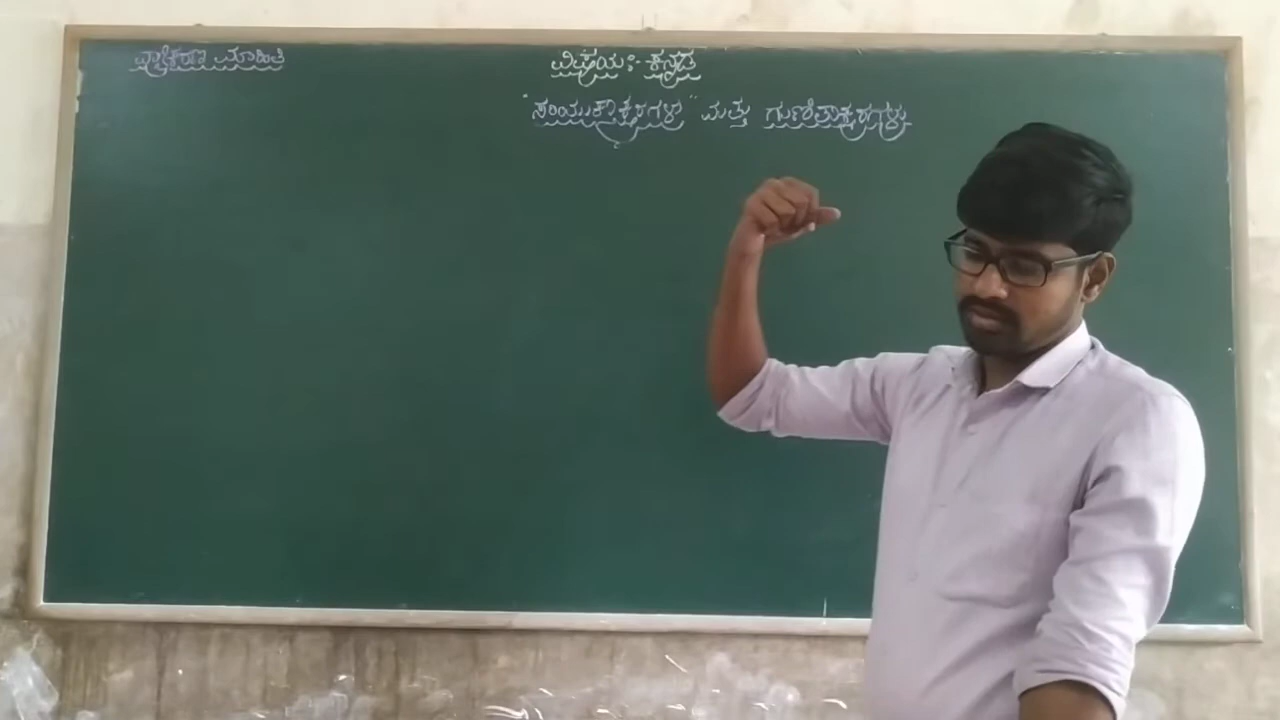 ವ್ಯಾಕರಣ ಮಾಹಿತಿ
ವಿಷಯ:- ಕನ್ನಡ
"ಸಂಯುಕ್ತಾಕ್ಷರಗಳು" ಮತ್ತು ಗುಣಿತಾಕ್ಷರಗಳು